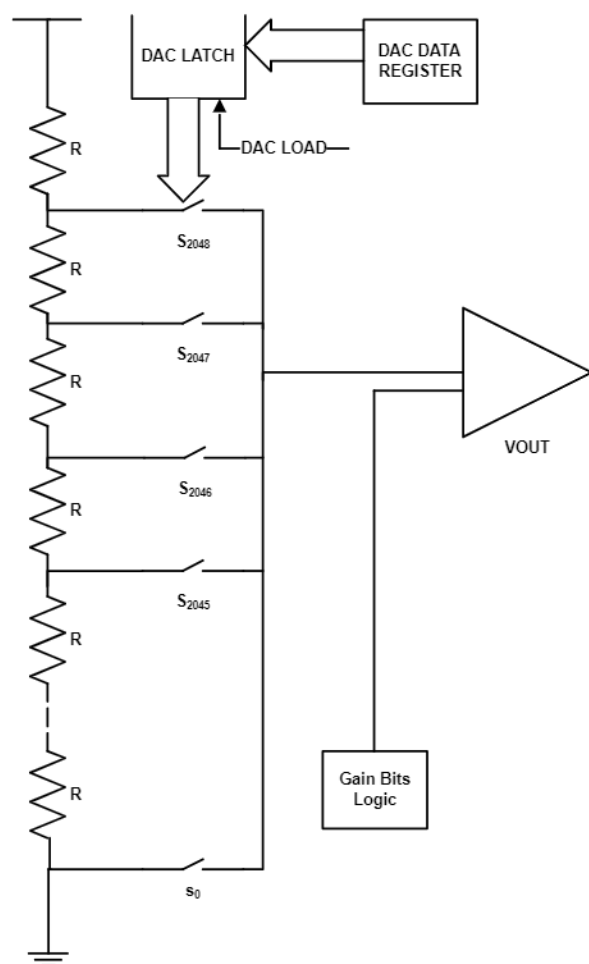 DAC LATCH
DAC DATA
REGISTER
DAC LOAD
R
S2048
R
S2047
R
VOUT
S2046
R
S2045
R
Gain Bits
Logic
R
s0